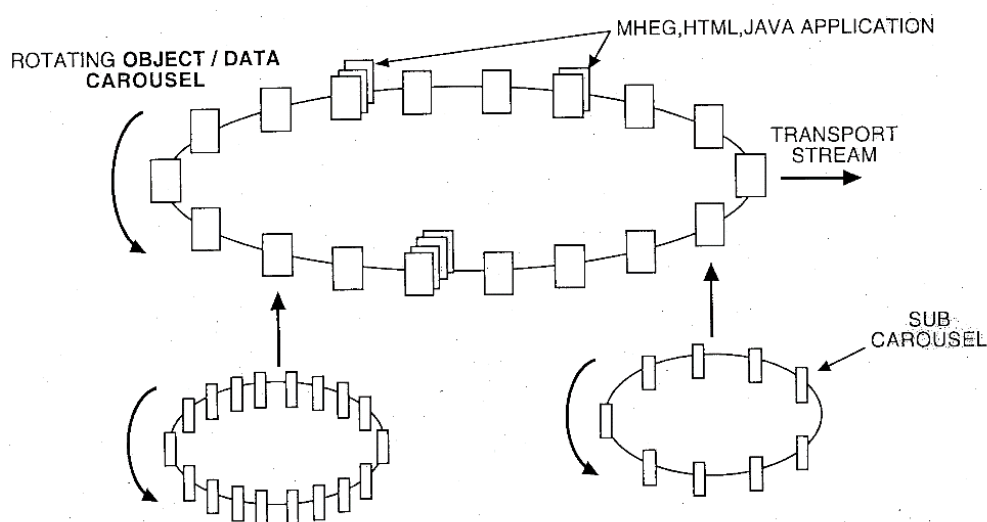 MHEG,HTML,JAVA APPLICATION
ROTATING OBJECT / DATA
CAROUSEL
TRANSPORT
STREAM
SUB
CAROUSEL